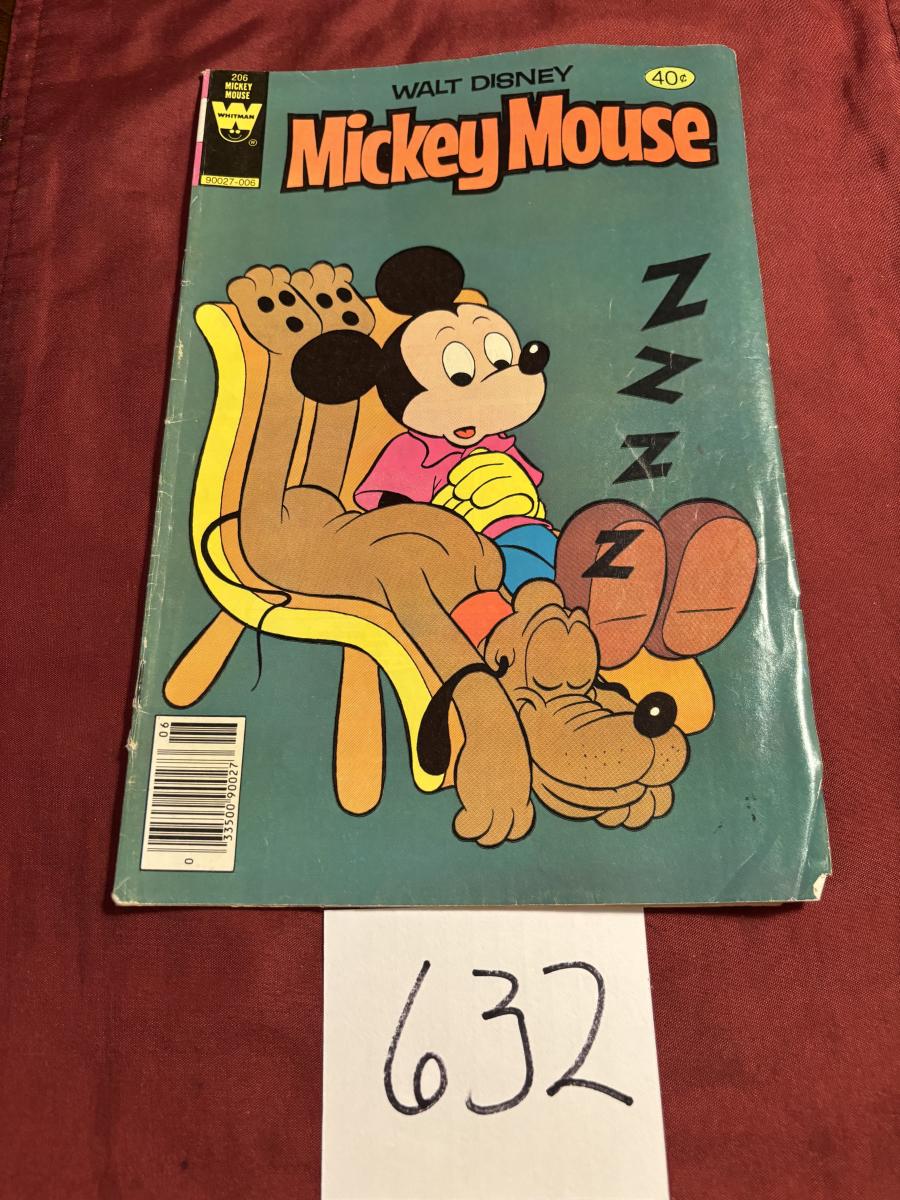 206
MICKEY
MOUSE
WHITMAN
90027-006
WALT DISNEY
40¢
Mickey Mouse
Z
Z
Z
Z
06
33500 90027
0
632